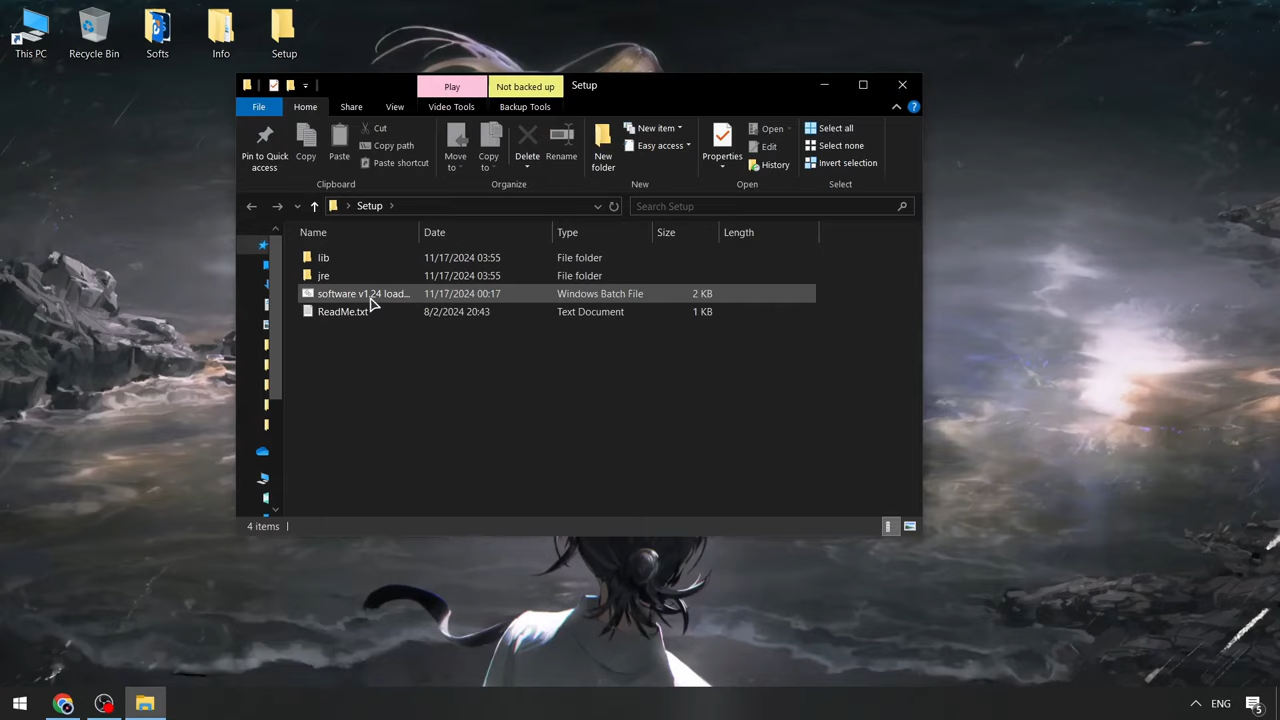 This PC
Recycle Bin
Softs
Info
Setup
Play
Not backed up
Setup
File
Home
Share
View
Video Tools
Backup Tools
Pin to Quick access
Copy
Paste
Cut
Copy path
Paste shortcut
Move to
Copy to
Delete
Rename
New folder
New item
Easy access
Properties
Open
Edit
History
Select all
Select none
Invert selection
Clipboard
Organize
New
Open
Select
Setup
Search Setup
Name
Date
Type
Size
Length
lib 11/17/2024 03:55 File folder
jre 11/17/2024 03:55 File folder
software v1.24 load... 11/17/2024 00:17 Windows Batch File 2 KB
ReadMe.txt 8/2/2024 20:43 Text Document 1 KB
4 items
ENG
5